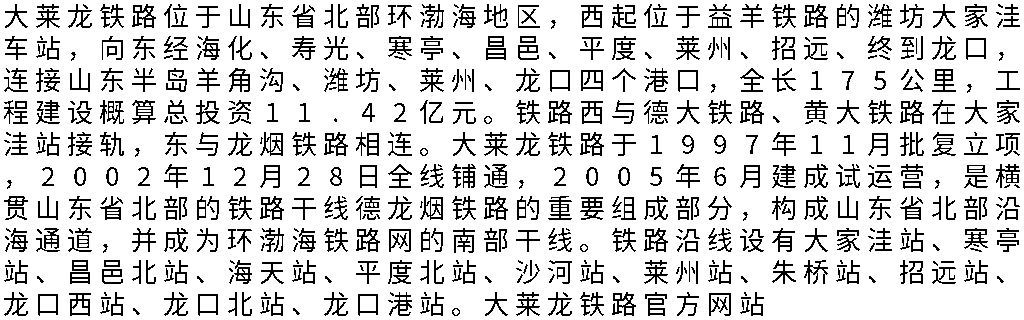 大莱龙铁路位于山东省北部环渤海地区，西起位于益羊铁路的潍坊大家洼
车站，向东经海化、寿光、寒亭、昌邑、平度、莱州、招远、终到龙口，
连接山东半岛羊角沟、潍坊、莱州、龙口四个港口，全长１７５公里，工
程建设概算总投资１１．４２亿元。铁路西与德大铁路、黄大铁路在大家
洼站接轨，东与龙烟铁路相连。大莱龙铁路于１９９７年１１月批复立项
，２００２年１２月２８日全线铺通，２００５年６月建成试运营，是横
贯山东省北部的铁路干线德龙烟铁路的重要组成部分，构成山东省北部沿
海通道，并成为环渤海铁路网的南部干线。铁路沿线设有大家洼站、寒亭
站、昌邑北站、海天站、平度北站、沙河站、莱州站、朱桥站、招远站、
龙口西站、龙口北站、龙口港站。大莱龙铁路官方网站